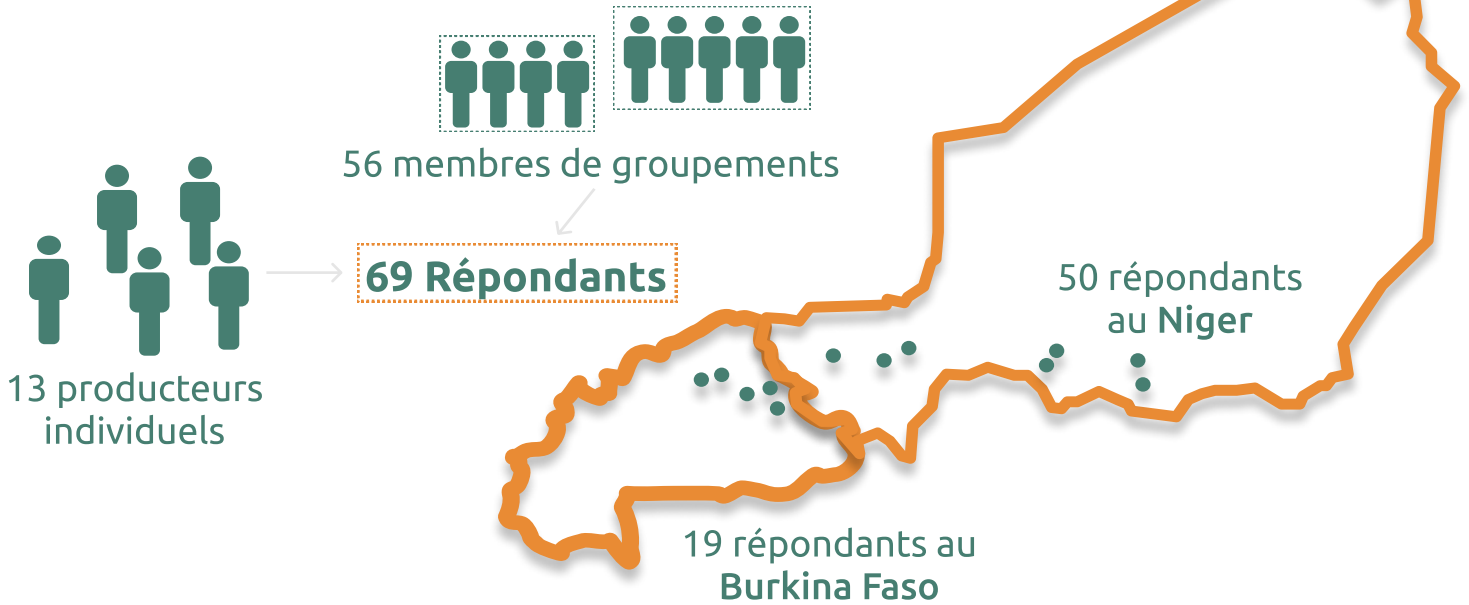 56 membres de groupements
69 Répondants
13 producteurs
individuels
50 répondants
au Niger
19 répondants au
Burkina Faso